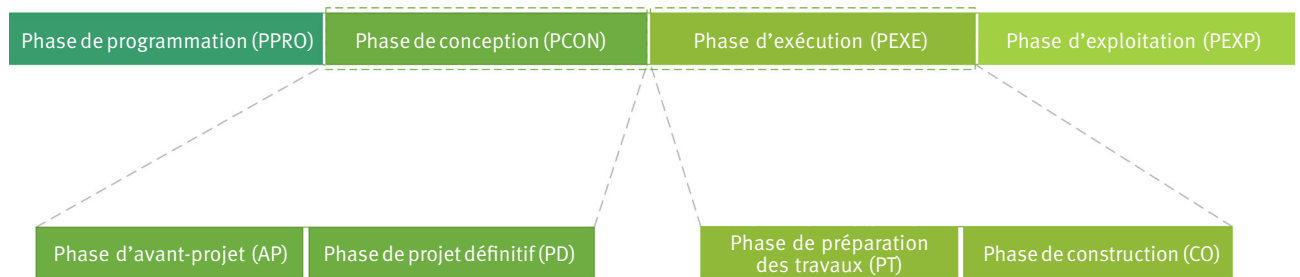 Phase de programmation (PPRO)
Phase de conception (PCON)
Phase d'exécution (PEXE)
Phase d'exploitation (PEXP)
Phase d’avant-projet (AP)
Phase de projet définitif (PD)
Phase de préparation
des travaux (PT)
Phase de construction (CO)